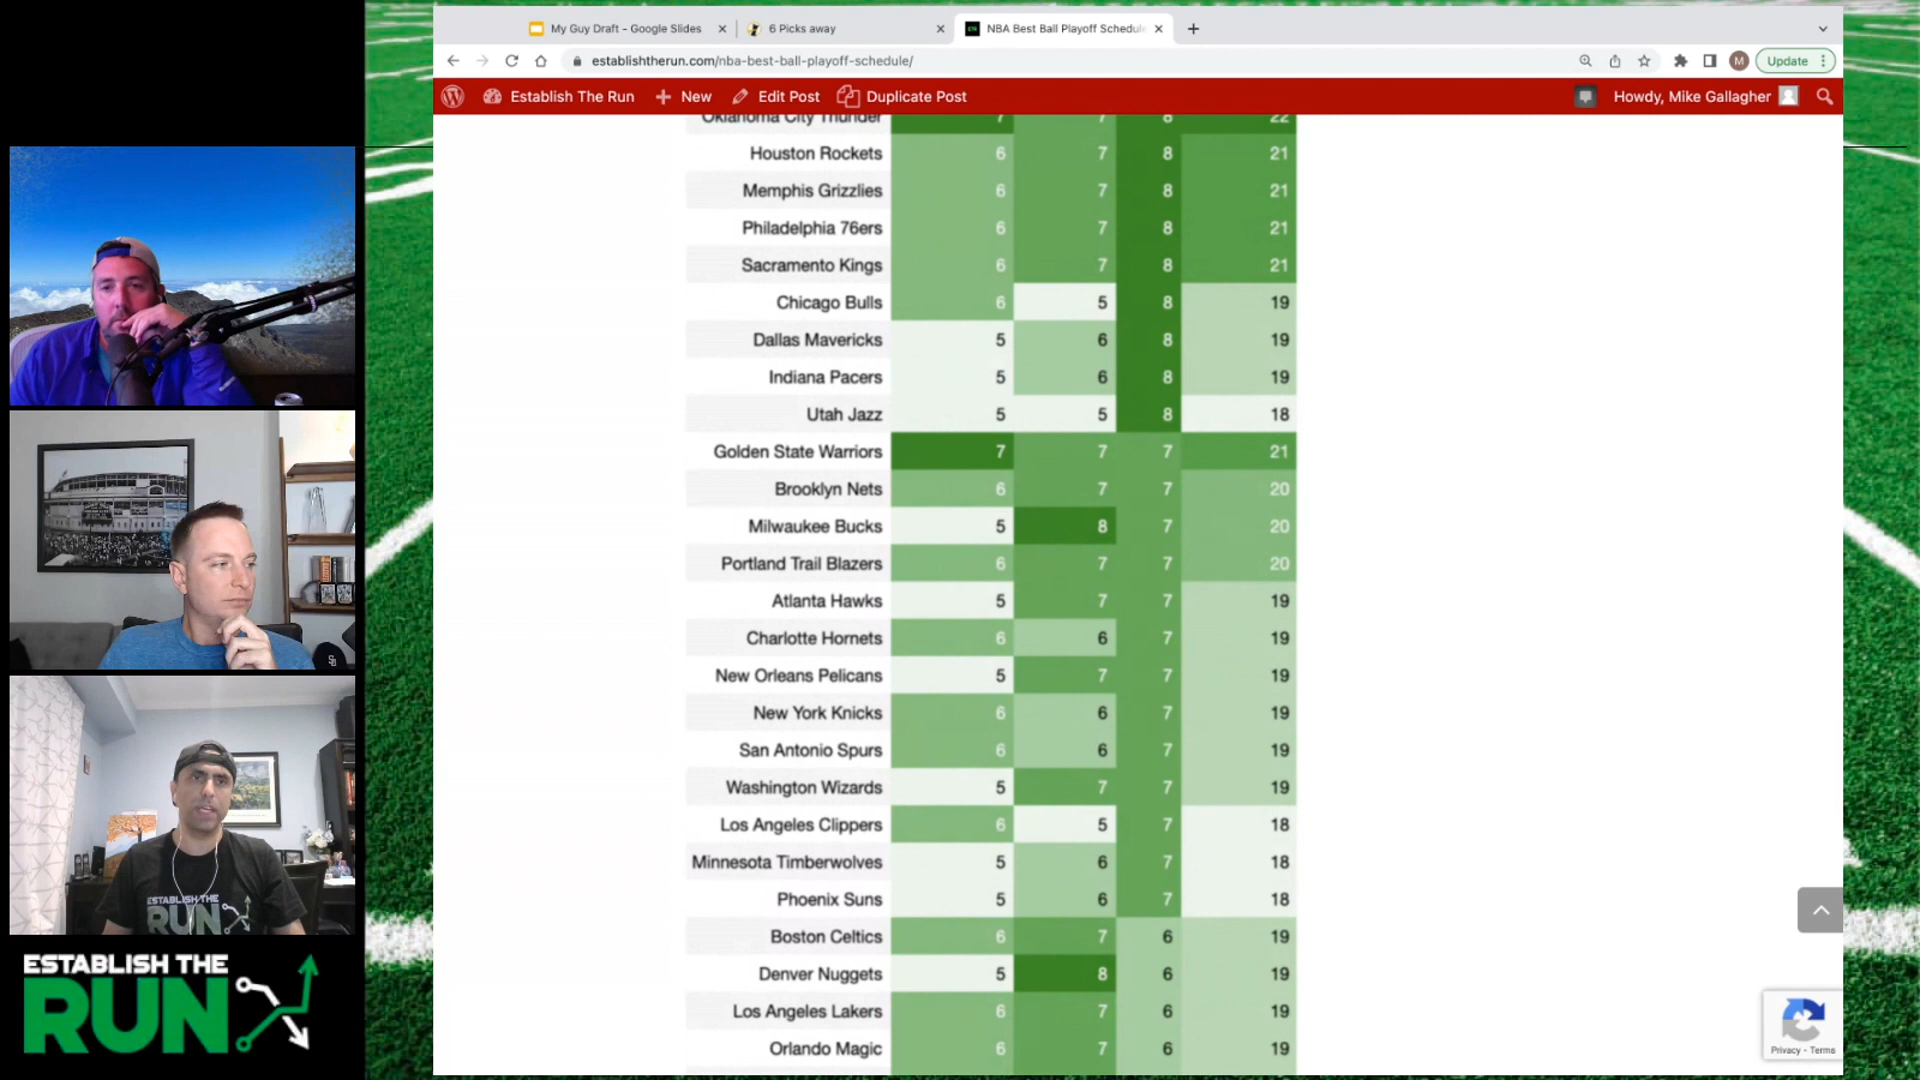 My Guy Draft - Google Slides
6 Picks away
NBA Best Ball Playoff Schedule
establishtherun.com/nba-best-ball-playoff-schedule/
M
Update
Establish The Run
New
Edit Post
Duplicate Post
Howdy, Mike Gallagher
Oklahoma City Thunder 7 7 8 22
Houston Rockets 6 7 8 21
Memphis Grizzlies 6 7 8 21
Philadelphia 76ers 6 7 8 21
Sacramento Kings 6 7 8 21
Chicago Bulls 6 5 8 19
Dallas Mavericks 5 6 8 19
Indiana Pacers 5 6 8 19
Utah Jazz 5 5 8 18
Golden State Warriors 7 7 7 21
Brooklyn Nets 6 7 7 20
Milwaukee Bucks 5 8 7 20
Portland Trail Blazers 6 7 7 20
Atlanta Hawks 5 7 7 19
Charlotte Hornets 6 6 7 19
New Orleans Pelicans 5 7 7 19
New York Knicks 6 6 7 19
San Antonio Spurs 6 6 7 19
Washington Wizards 5 7 7 19
Los Angeles Clippers 6 5 7 18
Minnesota Timberwolves 5 6 7 18
Phoenix Suns 5 6 7 18
Boston Celtics 6 7 6 19
Denver Nuggets 5 8 6 19
Los Angeles Lakers 6 7 6 19
Orlando Magic 6 7 6 19
Privacy - Terms
ESTABLISH THE
RUN
ESTABLISH THE
RUN